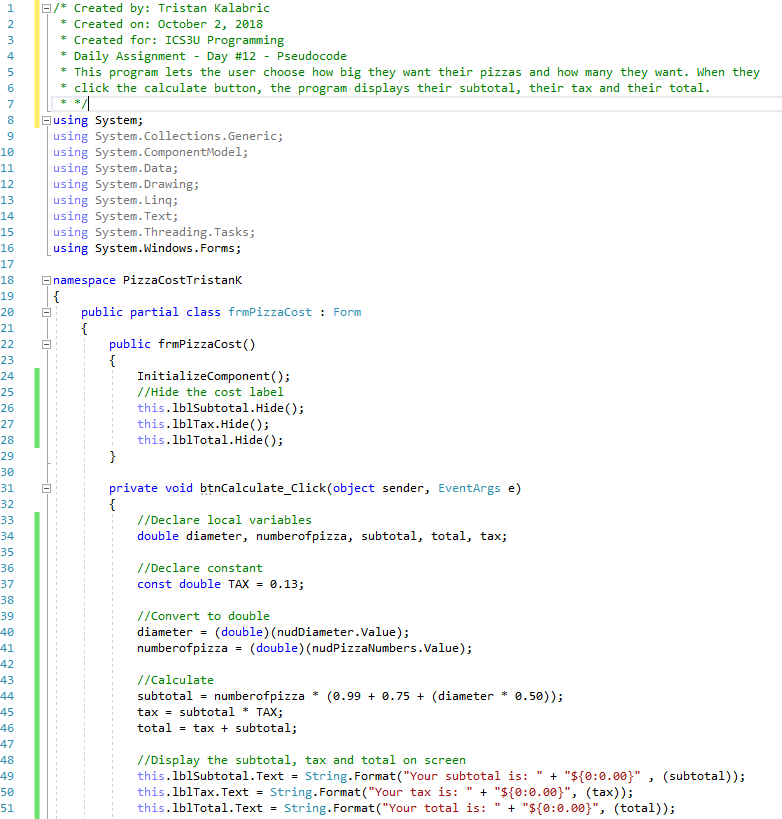 1 /* Created by: Tristan Kalabric
2 * Created on: October 2, 2018
3 * Created for: ICS3U Programming
4 * Daily Assignment - Day #12 - Pseudocode
5 * This program lets the user choose how big they want their pizzas and how many they want. When they
6 * click the calculate button, the program displays their subtotal, their tax and their total.
7 * */
8 using System;
9 using System.Collections.Generic;
10 using System.ComponentModel;
11 using System.Data;
12 using System.Drawing;
13 using System.Linq;
14 using System.Text;
15 using System.Threading.Tasks;
16 using System.Windows.Forms;
17
18 namespace PizzaCostTristanK
19 {
20 public partial class frmPizzaCost : Form
21 {
22 public frmPizzaCost()
23 {
24 InitializeComponent();
25 //Hide the cost label
26 this.lblSubtotal.Hide();
27 this.lblTax.Hide();
28 this.lblTotal.Hide();
29 }
30
31 private void btnCalculate_Click(object sender, EventArgs e)
32 {
33 //Declare local variables
34 double diameter, numberofpizza, subtotal, total, tax;
35
36 //Declare constant
37 const double TAX = 0.13;
38
39 //Convert to double
40 diameter = (double)(nudDiameter.Value);
41 numberofpizza = (double)(nudPizzaNumbers.Value);
42
43 //Calculate
44 subtotal = numberofpizza * (0.99 + 0.75 + (diameter * 0.50));
45 tax = subtotal * TAX;
46 total = tax + subtotal;
47
48 //Display the subtotal, tax and total on screen
49 this.lblSubtotal.Text = String.Format("Your subtotal is: " + "${0:0.00}" , (subtotal));
50 this.lblTax.Text = String.Format("Your tax is: " + "${0:0.00}", (tax));
51 this.lblTotal.Text = String.Format("Your total is: " + "${0:0.00}", (total));